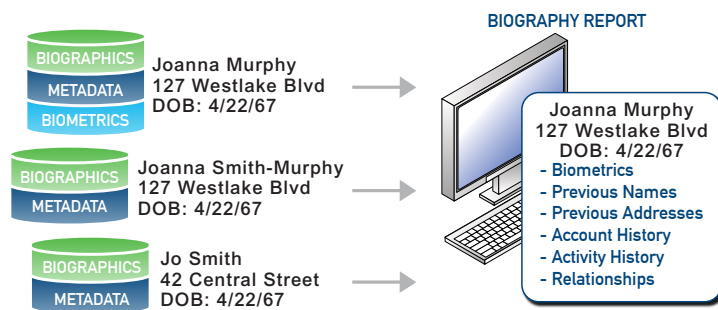 BIOGRAPHY REPORT
BIOGRAPHICS
METADATA
BIOMETRICS
Joanna Murphy
127 Westlake Blvd
DOB: 4/22/67
BIOGRAPHICS
METADATA
Joanna Smith-Murphy
127 Westlake Blvd
DOB: 4/22/67
BIOGRAPHICS
METADATA
Jo Smith
42 Central Street
DOB: 4/22/67
Joanna Murphy
127 Westlake Blvd
DOB: 4/22/67
- Biometrics
- Previous Names
- Previous Addresses
- Account History
- Activity History
- Relationships